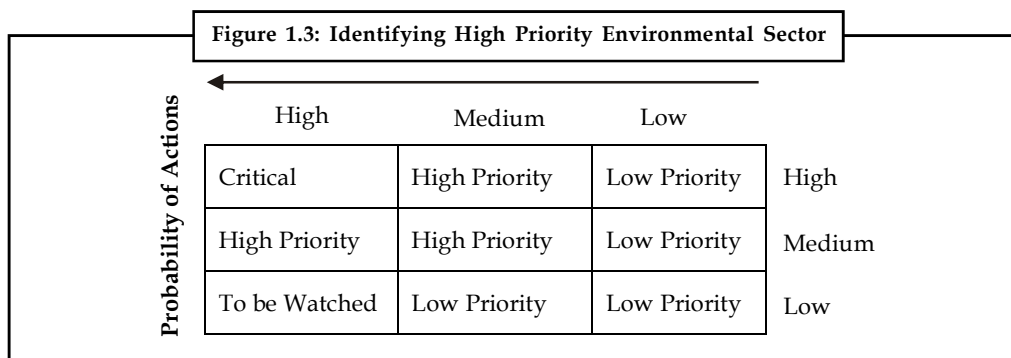 Figure 1.3: Identifying High Priority Environmental Sector
High Medium Low
Probability of Actions
Critical High Priority Low Priority High
High Priority High Priority Low Priority Medium
To be Watched Low Priority Low Priority Low